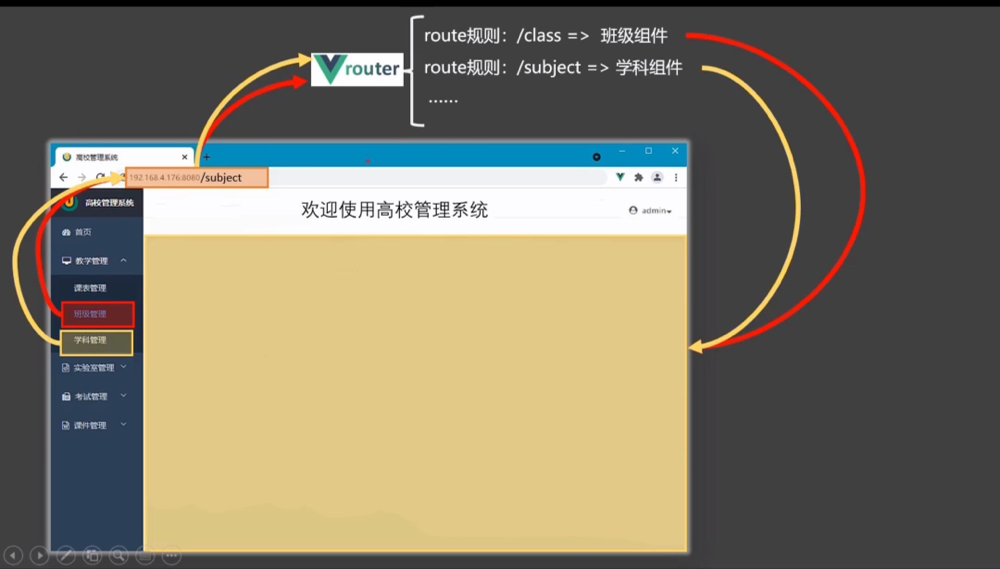 route规则：/class => 班级组件
router
route规则：/subject => 学科组件
……
高校管理系统
192.168.4.176:8080/subject
高校管理系统
欢迎使用高校管理系统
admin
首页
教学管理
课表管理
班级管理
学科管理
实验室管理
考试管理
课件管理